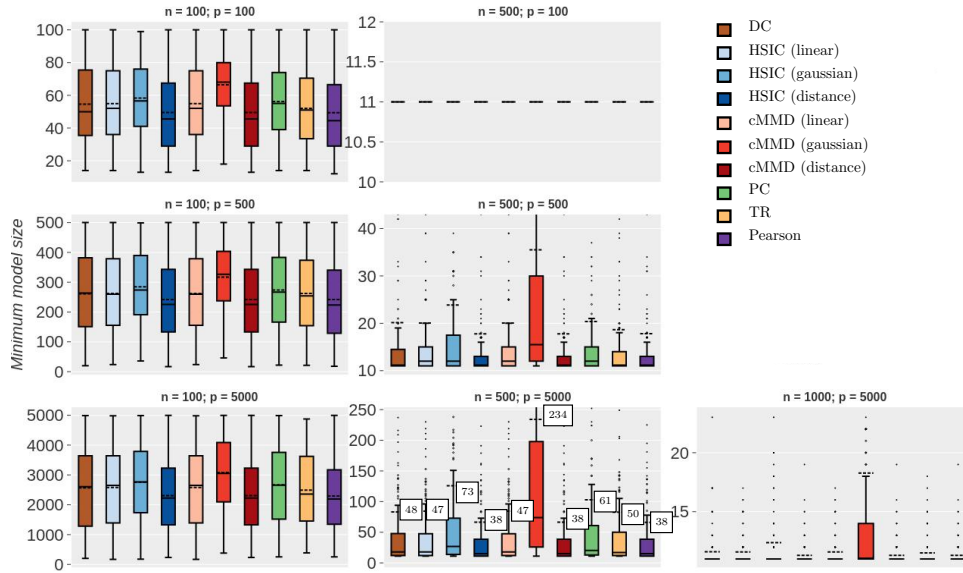 n = 100; p = 100
n = 500; p = 100
100
80
60
40
20
12
11.5
11
10.5
10
DC
HSIC (linear)
HSIC (gaussian)
HSIC (distance)
cMMD (linear)
cMMD (gaussian)
cMMD (distance)
PC
TR
Pearson
Minimum model size
n = 100; p = 500
n = 500; p = 500
500
400
300
200
100
0
40
30
20
10
n = 100; p = 5000
n = 500; p = 5000
n = 1000; p = 5000
5000
4000
3000
2000
1000
0
250
200
150
100
50
0
48
47
73
38
47
234
38
61
50
38
20
15